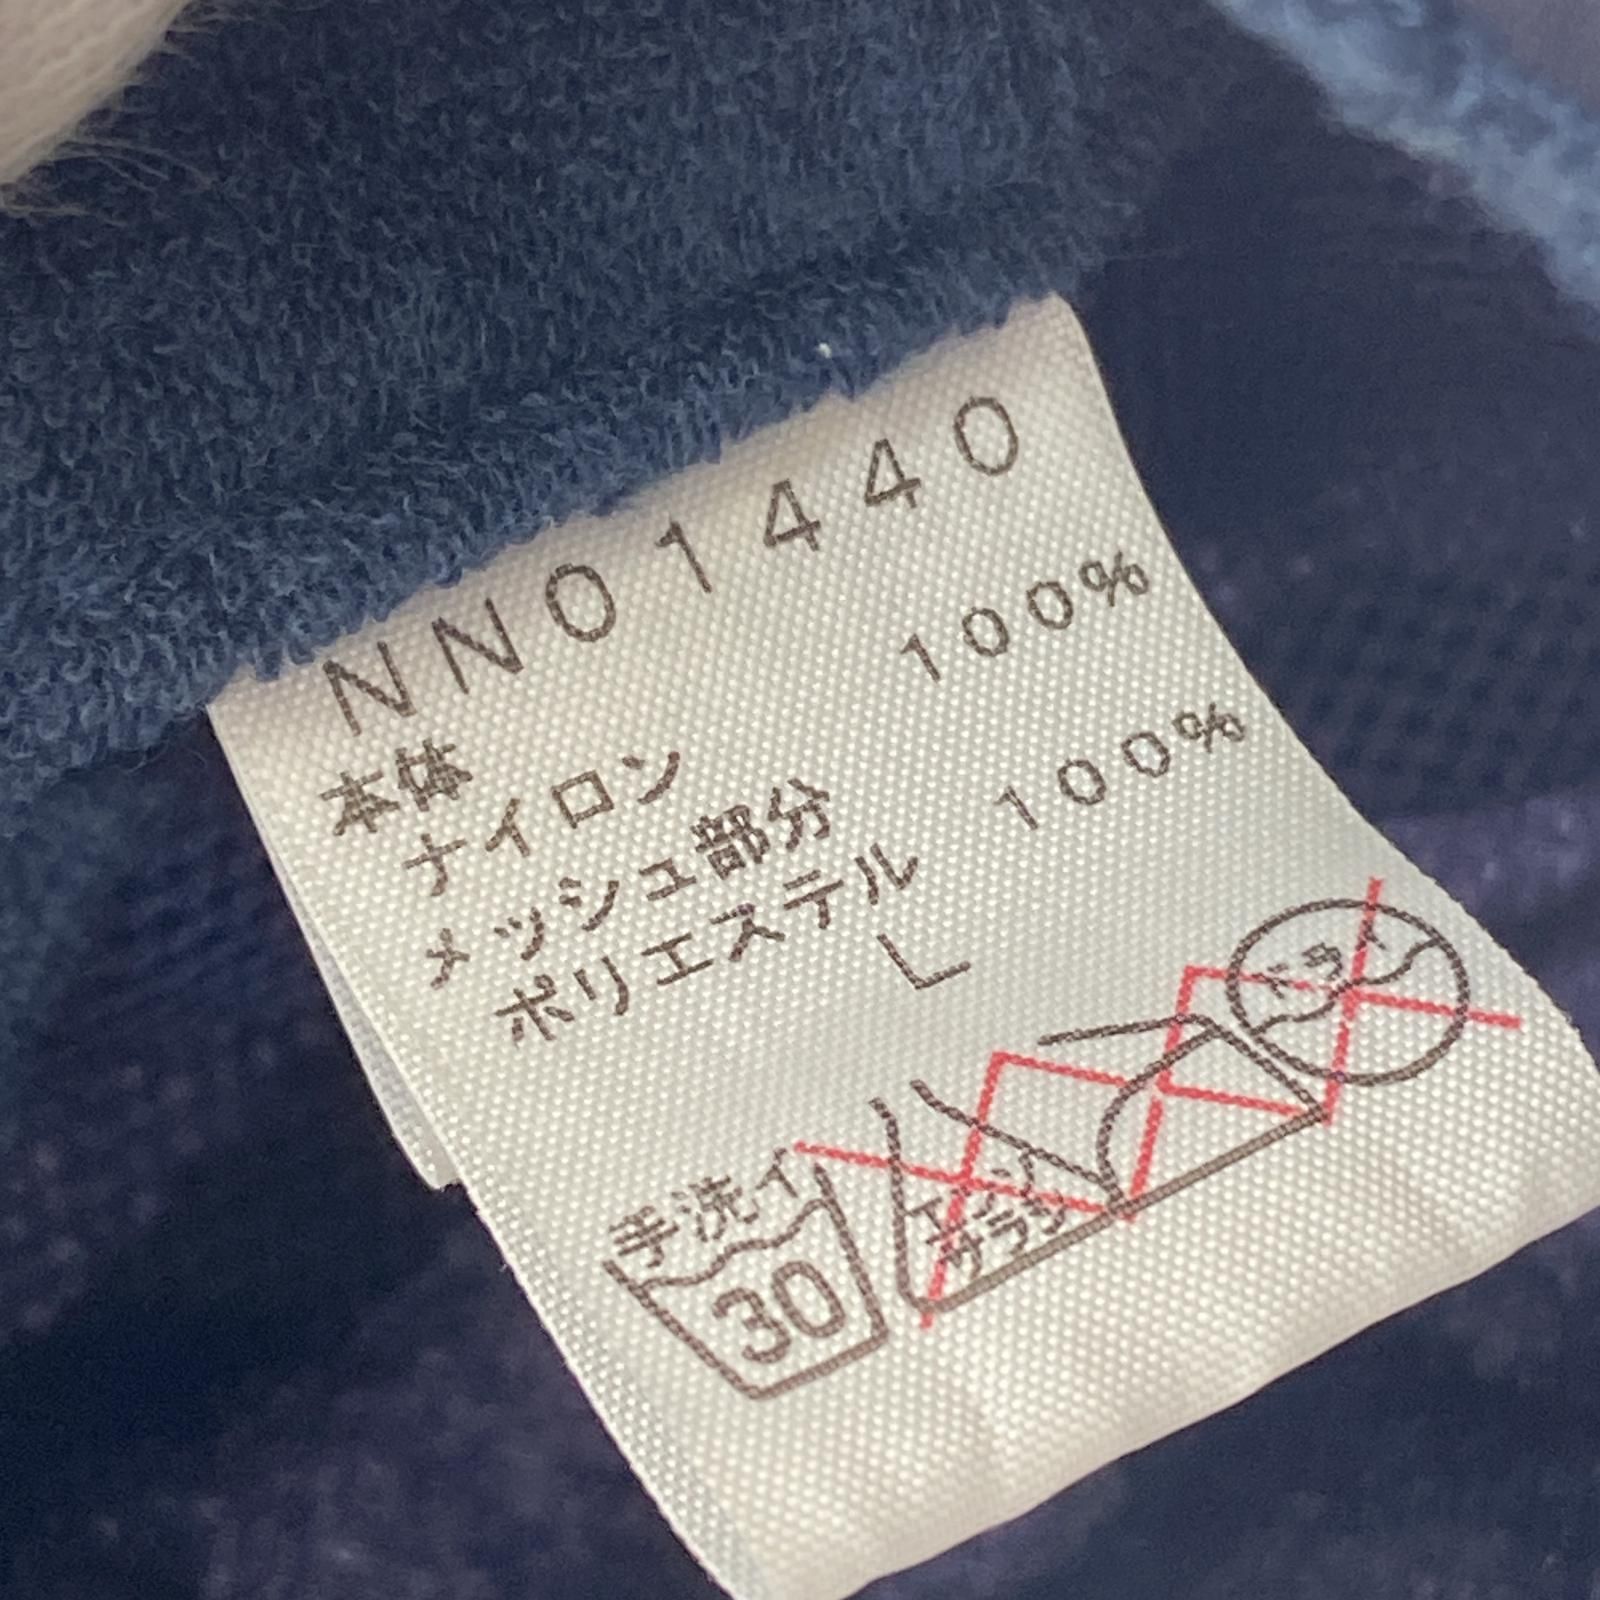 NN01440
本体
ナイロン 100%
メッシュ部分
ポリエステル 100%
L
手洗イ
30
エンソ
サラシ
ドライ